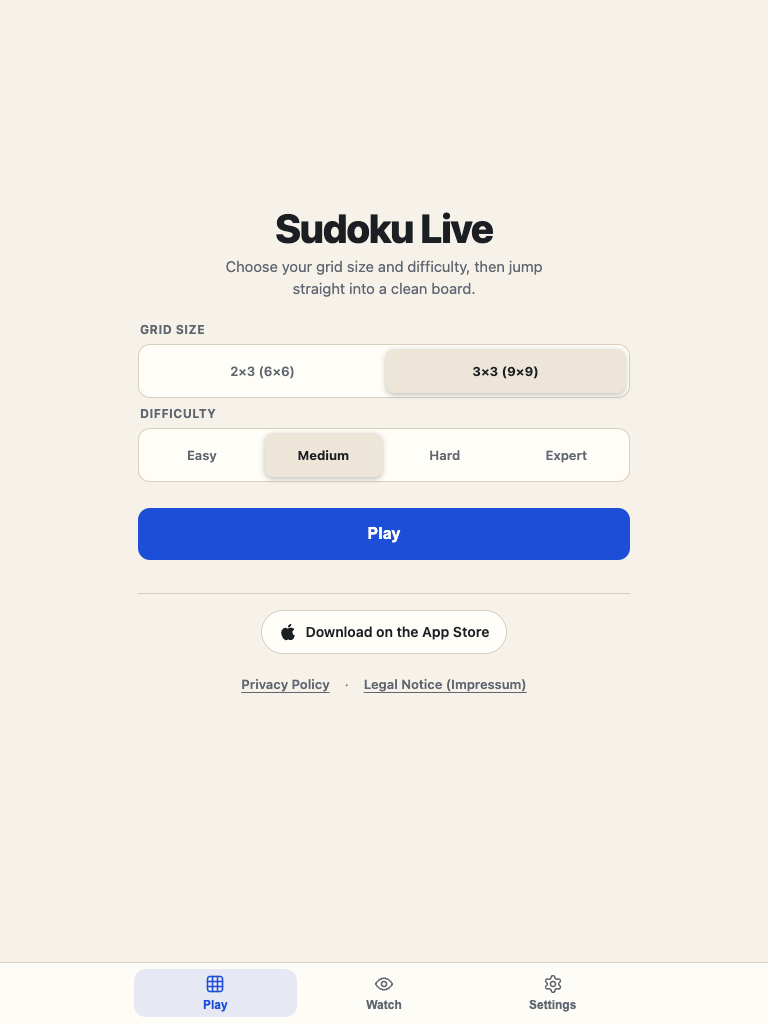 Sudoku Live
Choose your grid size and difficulty, then jump
straight into a clean board.
GRID SIZE
2×3 (6×6)
3×3 (9×9)
DIFFICULTY
Easy
Medium
Hard
Expert
Play
Download on the App Store
Privacy Policy · Legal Notice (Impressum)
Play
Watch
Settings